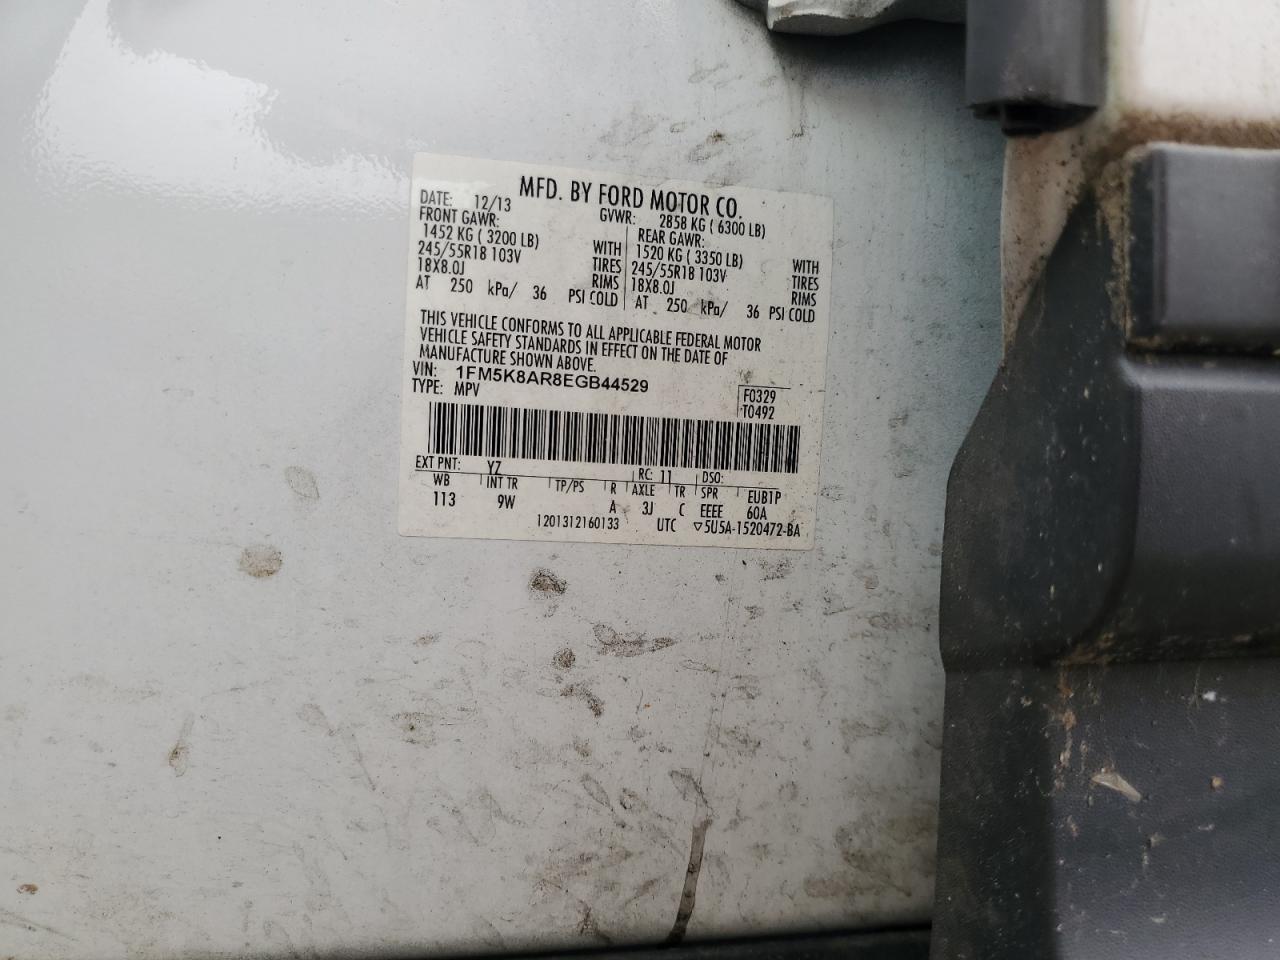 MFD. BY FORD MOTOR CO.
DATE: 12/13 GVWR: 2858 KG ( 6300 LB)
FRONT GAWR: REAR GAWR:
1452 KG ( 3200 LB) WITH 1520 KG ( 3350 LB) WITH
245/55R18 103V TIRES 245/55R18 103V TIRES
18X8.0J RIMS 18X8.0J RIMS
AT 250 kPa/ 36 PSI COLD AT 250 kPa/ 36 PSI COLD
THIS VEHICLE CONFORMS TO ALL APPLICABLE FEDERAL MOTOR
VEHICLE SAFETY STANDARDS IN EFFECT ON THE DATE OF
MANUFACTURE SHOWN ABOVE.
VIN: 1FM5K8AR8EGB44529
TYPE: MPV F0329
T0492
EXT PNT: YZ RC: 11 DSO:
WB INT TR TP/PS R AXLE TR SPR EUB1P
113 9W A 3J C EEEE 60A
1201312160133 UTC ▽5U5A-1520472-BA